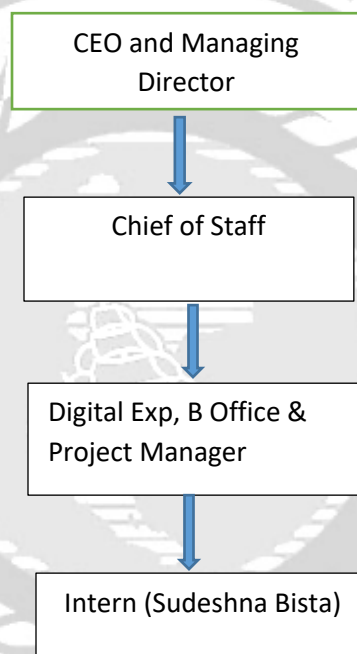 CEO and Managing
Director
Chief of Staff
Digital Exp, B Office &
Project Manager
Intern (Sudeshna Bista)